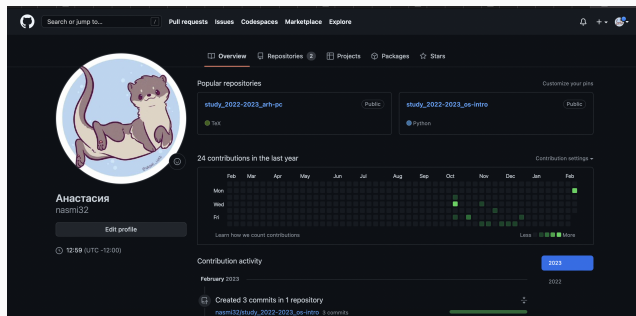 Search or jump to... / Pull requests Issues Codespaces Marketplace Explore
Overview Repositories 2 Projects Packages Stars
Popular repositories Customize your pins
study_2022-2023_arh-pc Public
TeX
study_2022-2023_os-intro Public
Python
24 contributions in the last year Contribution settings
Feb Mar Apr May Jun Jul Aug Sep Oct Nov Dec Jan Feb
Mon
Wed
Fri
Learn how we count contributions Less More
Анастасия
nasmi32
Edit profile
12:59 (UTC -12:00)
Contribution activity
2023
2022
February 2023
Created 3 commits in 1 repository
nasmi32/study_2022-2023_os-intro 3 commits